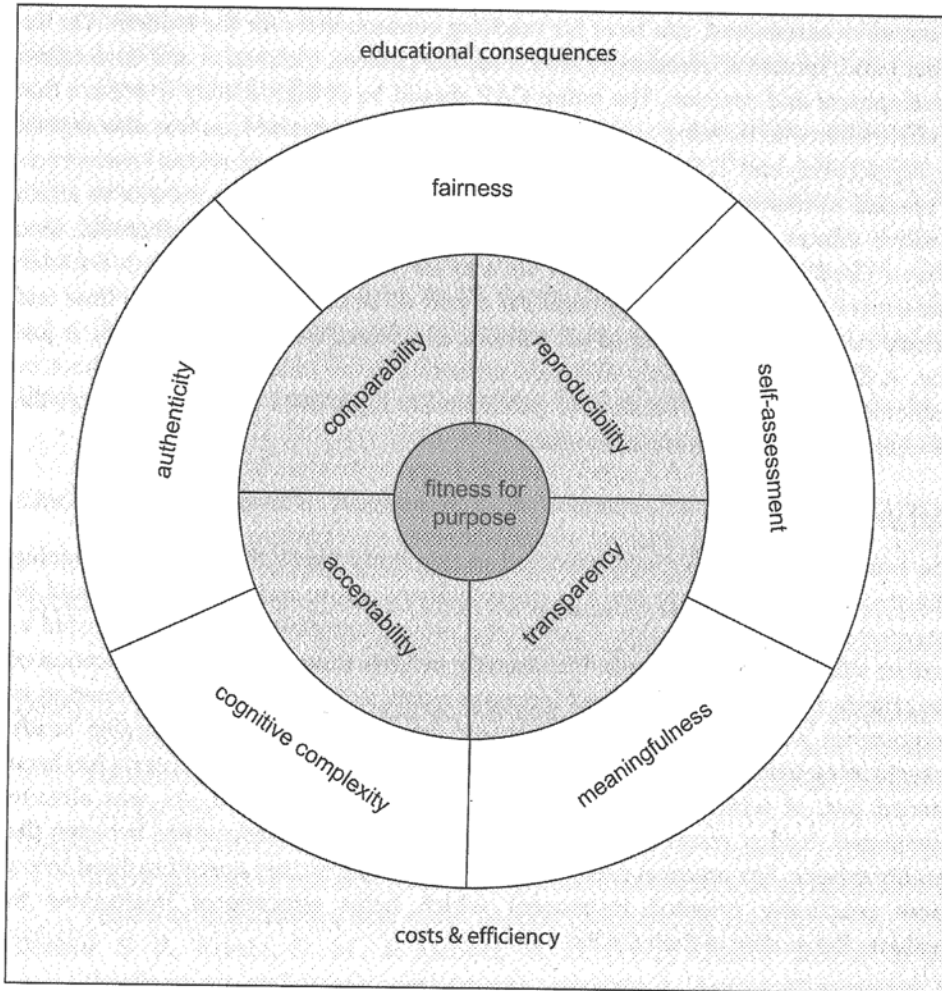 educational consequences
fairness
comparability
reproducibility
authenticity
self-assessment
fitness for
purpose
acceptability
transparency
cognitive complexity
meaningfulness
costs & efficiency